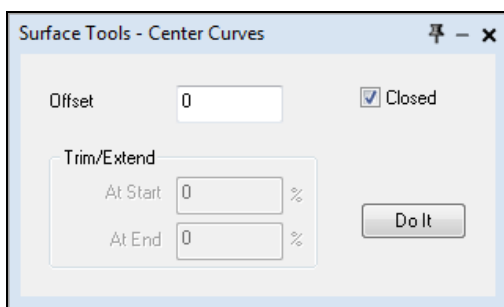 Surface Tools - Center Curves
Offset 0 Closed
Trim/Extend
At Start 0 %
Do It
At End 0 %